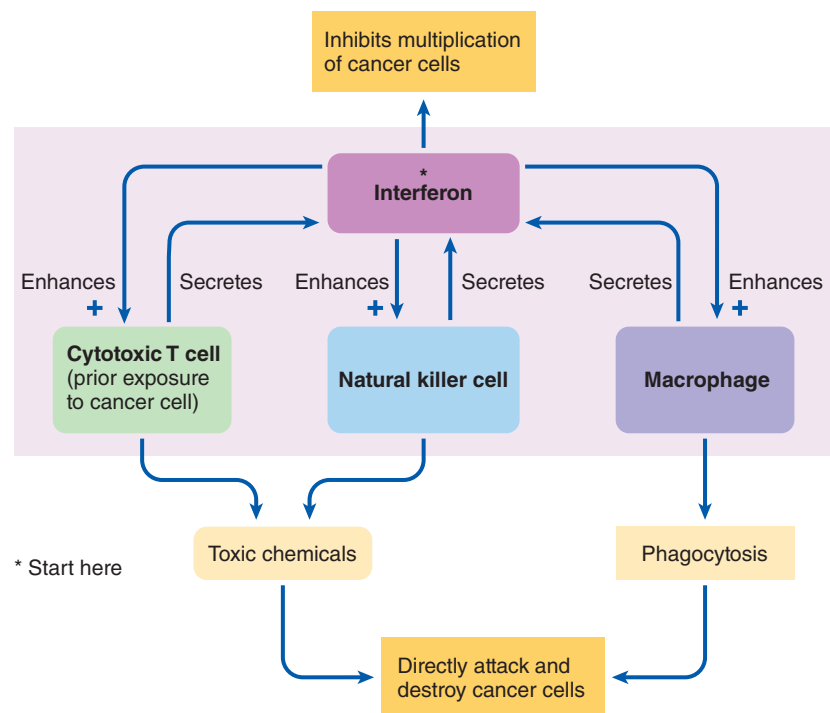 Inhibits multiplication
of cancer cells
*
Interferon
Enhances
+
Secretes
Enhances
+
Secretes
Secretes
Enhances
+
Cytotoxic T cell
(prior exposure
to cancer cell)
Natural killer cell
Macrophage
Toxic chemicals
Phagocytosis
* Start here
Directly attack and
destroy cancer cells